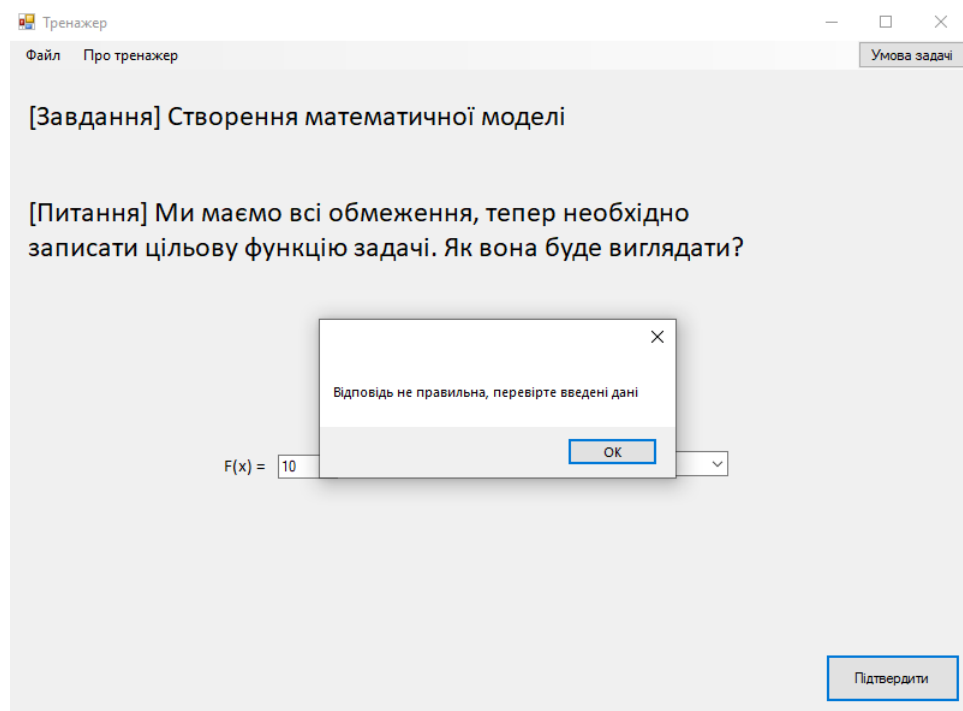 Тренажер
Файл Про тренажер Умова задачі
[Завдання] Створення математичної моделі
[Питання] Ми маємо всі обмеження, тепер необхідно
записати цільову функцію задачі. Як вона буде виглядати?
Відповідь не правильна, перевірте введені дані
ОК
F(x) = 10
Підтвердити